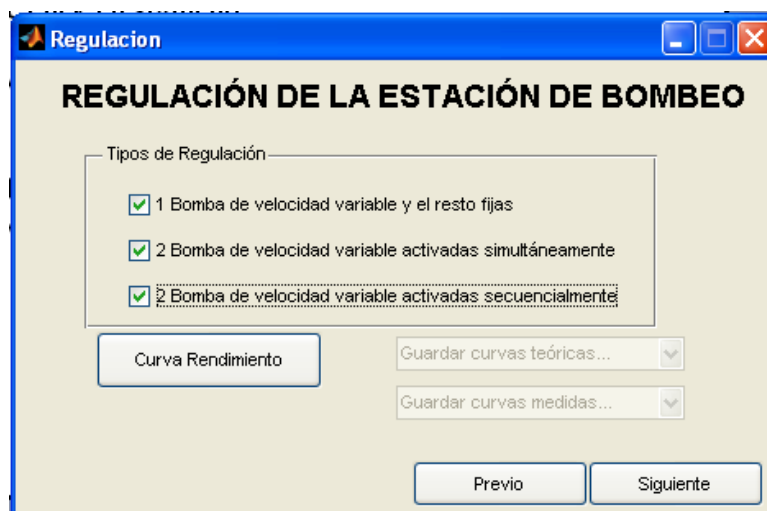 Regulacion
REGULACIÓN DE LA ESTACIÓN DE BOMBEO
Tipos de Regulación
1 Bomba de velocidad variable y el resto fijas
2 Bomba de velocidad variable activadas simultáneamente
2 Bomba de velocidad variable activadas secuencialmente
Curva Rendimiento
Guardar curvas teóricas...
Guardar curvas medidas...
Previo
Siguiente